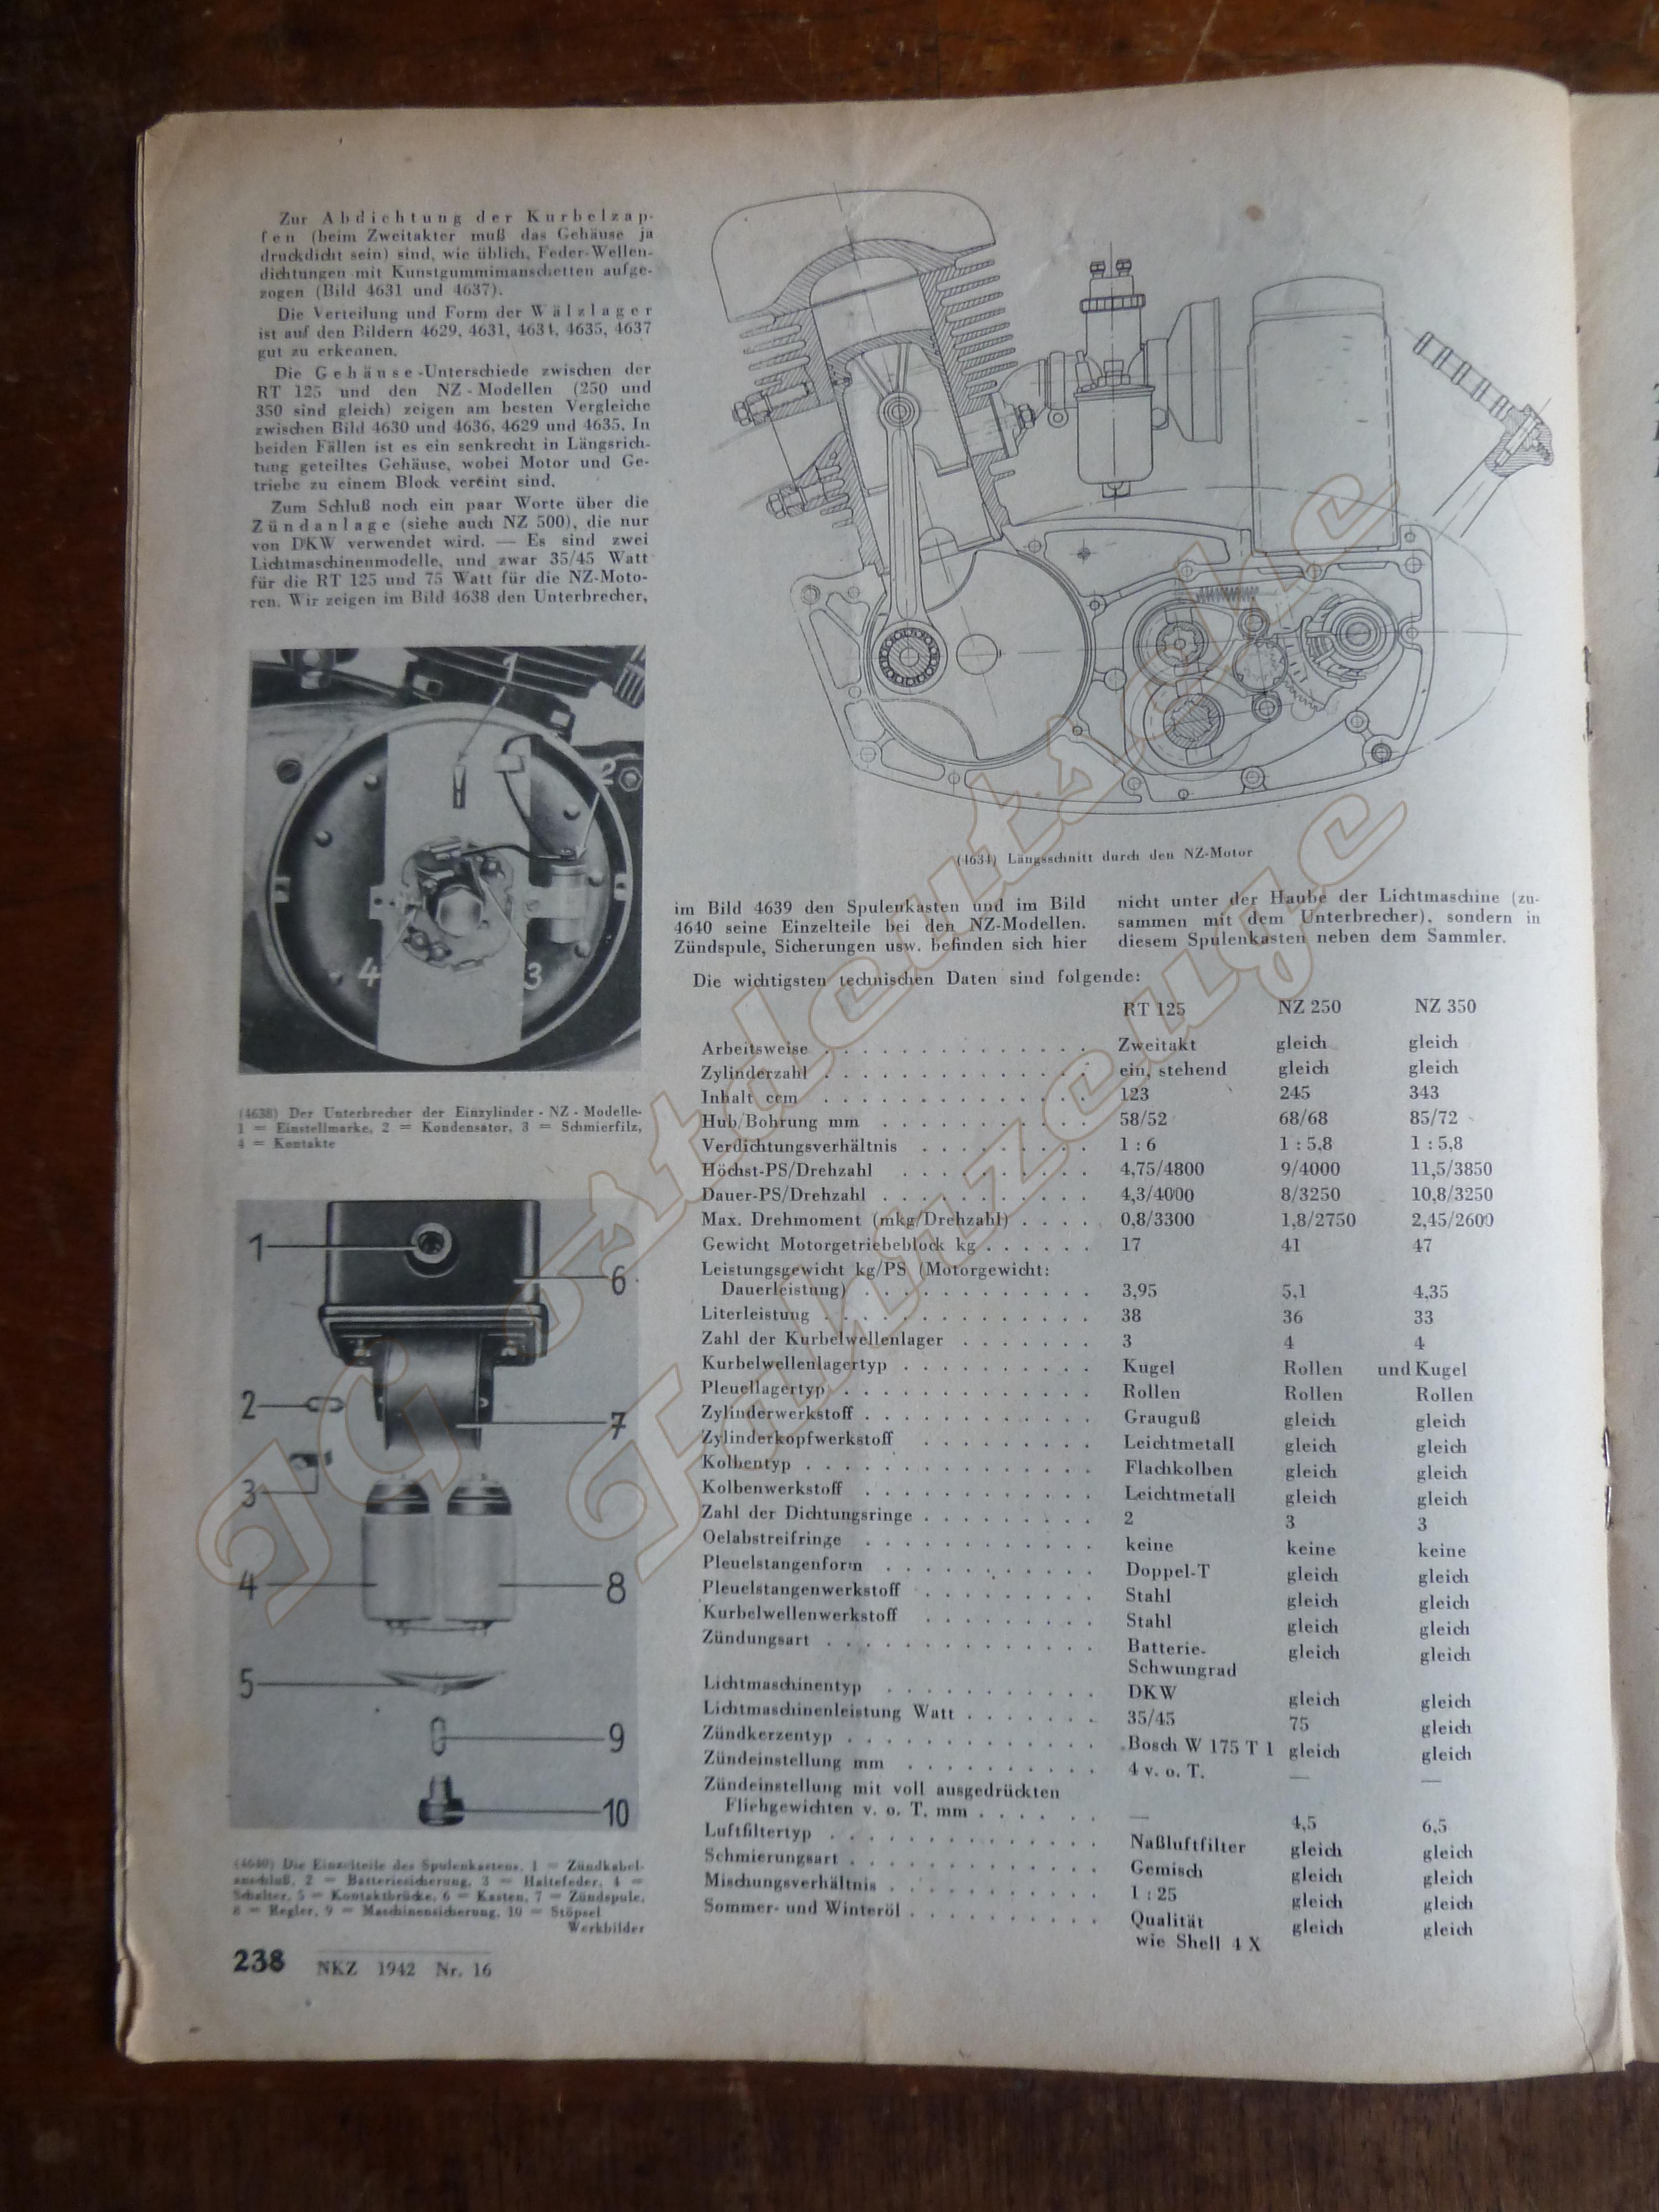 Zur Abdichtung der Kurbelzap-
fen (beim Zweitakter muß das Gehäuse ja
druckdicht sein) sind, wie üblich, Feder-Wellen-
dichtungen mit Kunstgummimanschetten aufge-
zogen (Bild 4631 und 4637).
Die Verteilung und Form der Wälzlager
ist auf den Bildern 4629, 4631, 4634, 4635, 4637
gut zu erkennen.
Die Gehäuse-Unterschiede zwischen der
RT 125 und den NZ-Modellen (250 und
350 sind gleich) zeigen am besten Vergleiche
zwischen Bild 4630 und 4636, 4629 und 4635. In
beiden Fällen ist es ein senkrecht in Längsrich-
tung geteiltes Gehäuse, wobei Motor und Ge-
triebe zu einem Block vereint sind.
Zum Schluß noch ein paar Worte über die
Zündanlage (siehe auch NZ 500), die nur
von DKW verwendet wird. — Es sind zwei
Lichtmaschinenmodelle, und zwar 35/45 Watt
für die RT 125 und 75 Watt für die NZ-Moto-
ren. Wir zeigen im Bild 4638 den Unterbrecher,
1
2
4
3
(4638) Der Unterbrecher der Einzylinder-NZ-Modelle.
1 = Einstellmarke, 2 = Kondensator, 3 = Schmierfilz,
4 = Kontakte
1
6
2
7
3
4
8
5
9
10
(4640) Die Einzelteile des Spulenkastens. 1 = Zündkabel-
anschluß, 2 = Batteriesicherung, 3 = Haltefeder, 4 =
Schalter, 5 = Kontaktbrücke, 6 = Kasten, 7 = Zündspule,
8 = Regler, 9 = Maschinensicherung, 10 = Stöpsel
Werkbilder
238 NKZ 1942 Nr. 16
(4634) Längsschnitt durch den NZ-Motor
im Bild 4639 den Spulenkasten und im Bild
4640 seine Einzelteile bei den NZ-Modellen.
Zündspule, Sicherungen usw. befinden sich hier
nicht unter der Haube der Lichtmaschine (zu-
sammen mit dem Unterbrecher), sondern in
diesem Spulenkasten neben dem Sammler.
Die wichtigsten technischen Daten sind folgende:
RT 125 NZ 250 NZ 350
Arbeitsweise . . . Zweitakt gleich gleich
Zylinderzahl . . . ein, stehend gleich gleich
Inhalt ccm . . . 123 245 343
Hub/Bohrung mm . . . 58/52 68/68 85/72
Verdichtungsverhältnis . . . 1 : 6 1 : 5,8 1 : 5,8
Höchst-PS/Drehzahl . . . 4,75/4800 9/4000 11,5/3850
Dauer-PS/Drehzahl . . . 4,3/4000 8/3250 10,8/3250
Max. Drehmoment (mkg/Drehzahl) . . . 0,8/3300 1,8/2750 2,45/2600
Gewicht Motorgetriebeblock kg . . . 17 41 47
Leistungsgewicht kg/PS (Motorgewicht:
Dauerleistung) . . . 3,95 5,1 4,35
Literleistung . . . 38 36 33
Zahl der Kurbelwellenlager . . . 3 4 4
Kurbelwellenlagertyp . . . Kugel Rollen und Kugel
Pleuellagertyp . . . Rollen Rollen Rollen
Zylinderwerkstoff . . . Grauguß gleich gleich
Zylinderkopfwerkstoff . . . Leichtmetall gleich gleich
Kolbentyp . . . Flachkolben gleich gleich
Kolbenwerkstoff . . . Leichtmetall gleich gleich
Zahl der Dichtungsringe . . . 2 3 3
Oelabstreifringe . . . keine keine keine
Pleuelstangenform . . . Doppel-T gleich gleich
Pleuelstangenwerkstoff . . . Stahl gleich gleich
Kurbelwellenwerkstoff . . . Stahl gleich gleich
Zündungsart . . . Batterie- gleich gleich
Schwungrad
Lichtmaschinentyp . . . DKW gleich gleich
Lichtmaschinenleistung Watt . . . 35/45 75 gleich
Zündkerzentyp . . . Bosch W 175 T 1 gleich gleich
Zündeinstellung mm . . . 4 v. o. T. — —
Zündeinstellung mit voll ausgedrückten
Fliehgewichten v. o. T. mm . . . — 4,5 6,5
Luftfiltertyp . . . Naßluftfilter gleich gleich
Schmierungsart . . . Gemisch gleich gleich
Mischungsverhältnis . . . 1 : 25 gleich gleich
Sommer- und Winteröl . . . Qualität gleich gleich
wie Shell 4 X
IG Ostdeutsche
Fahrzeuge